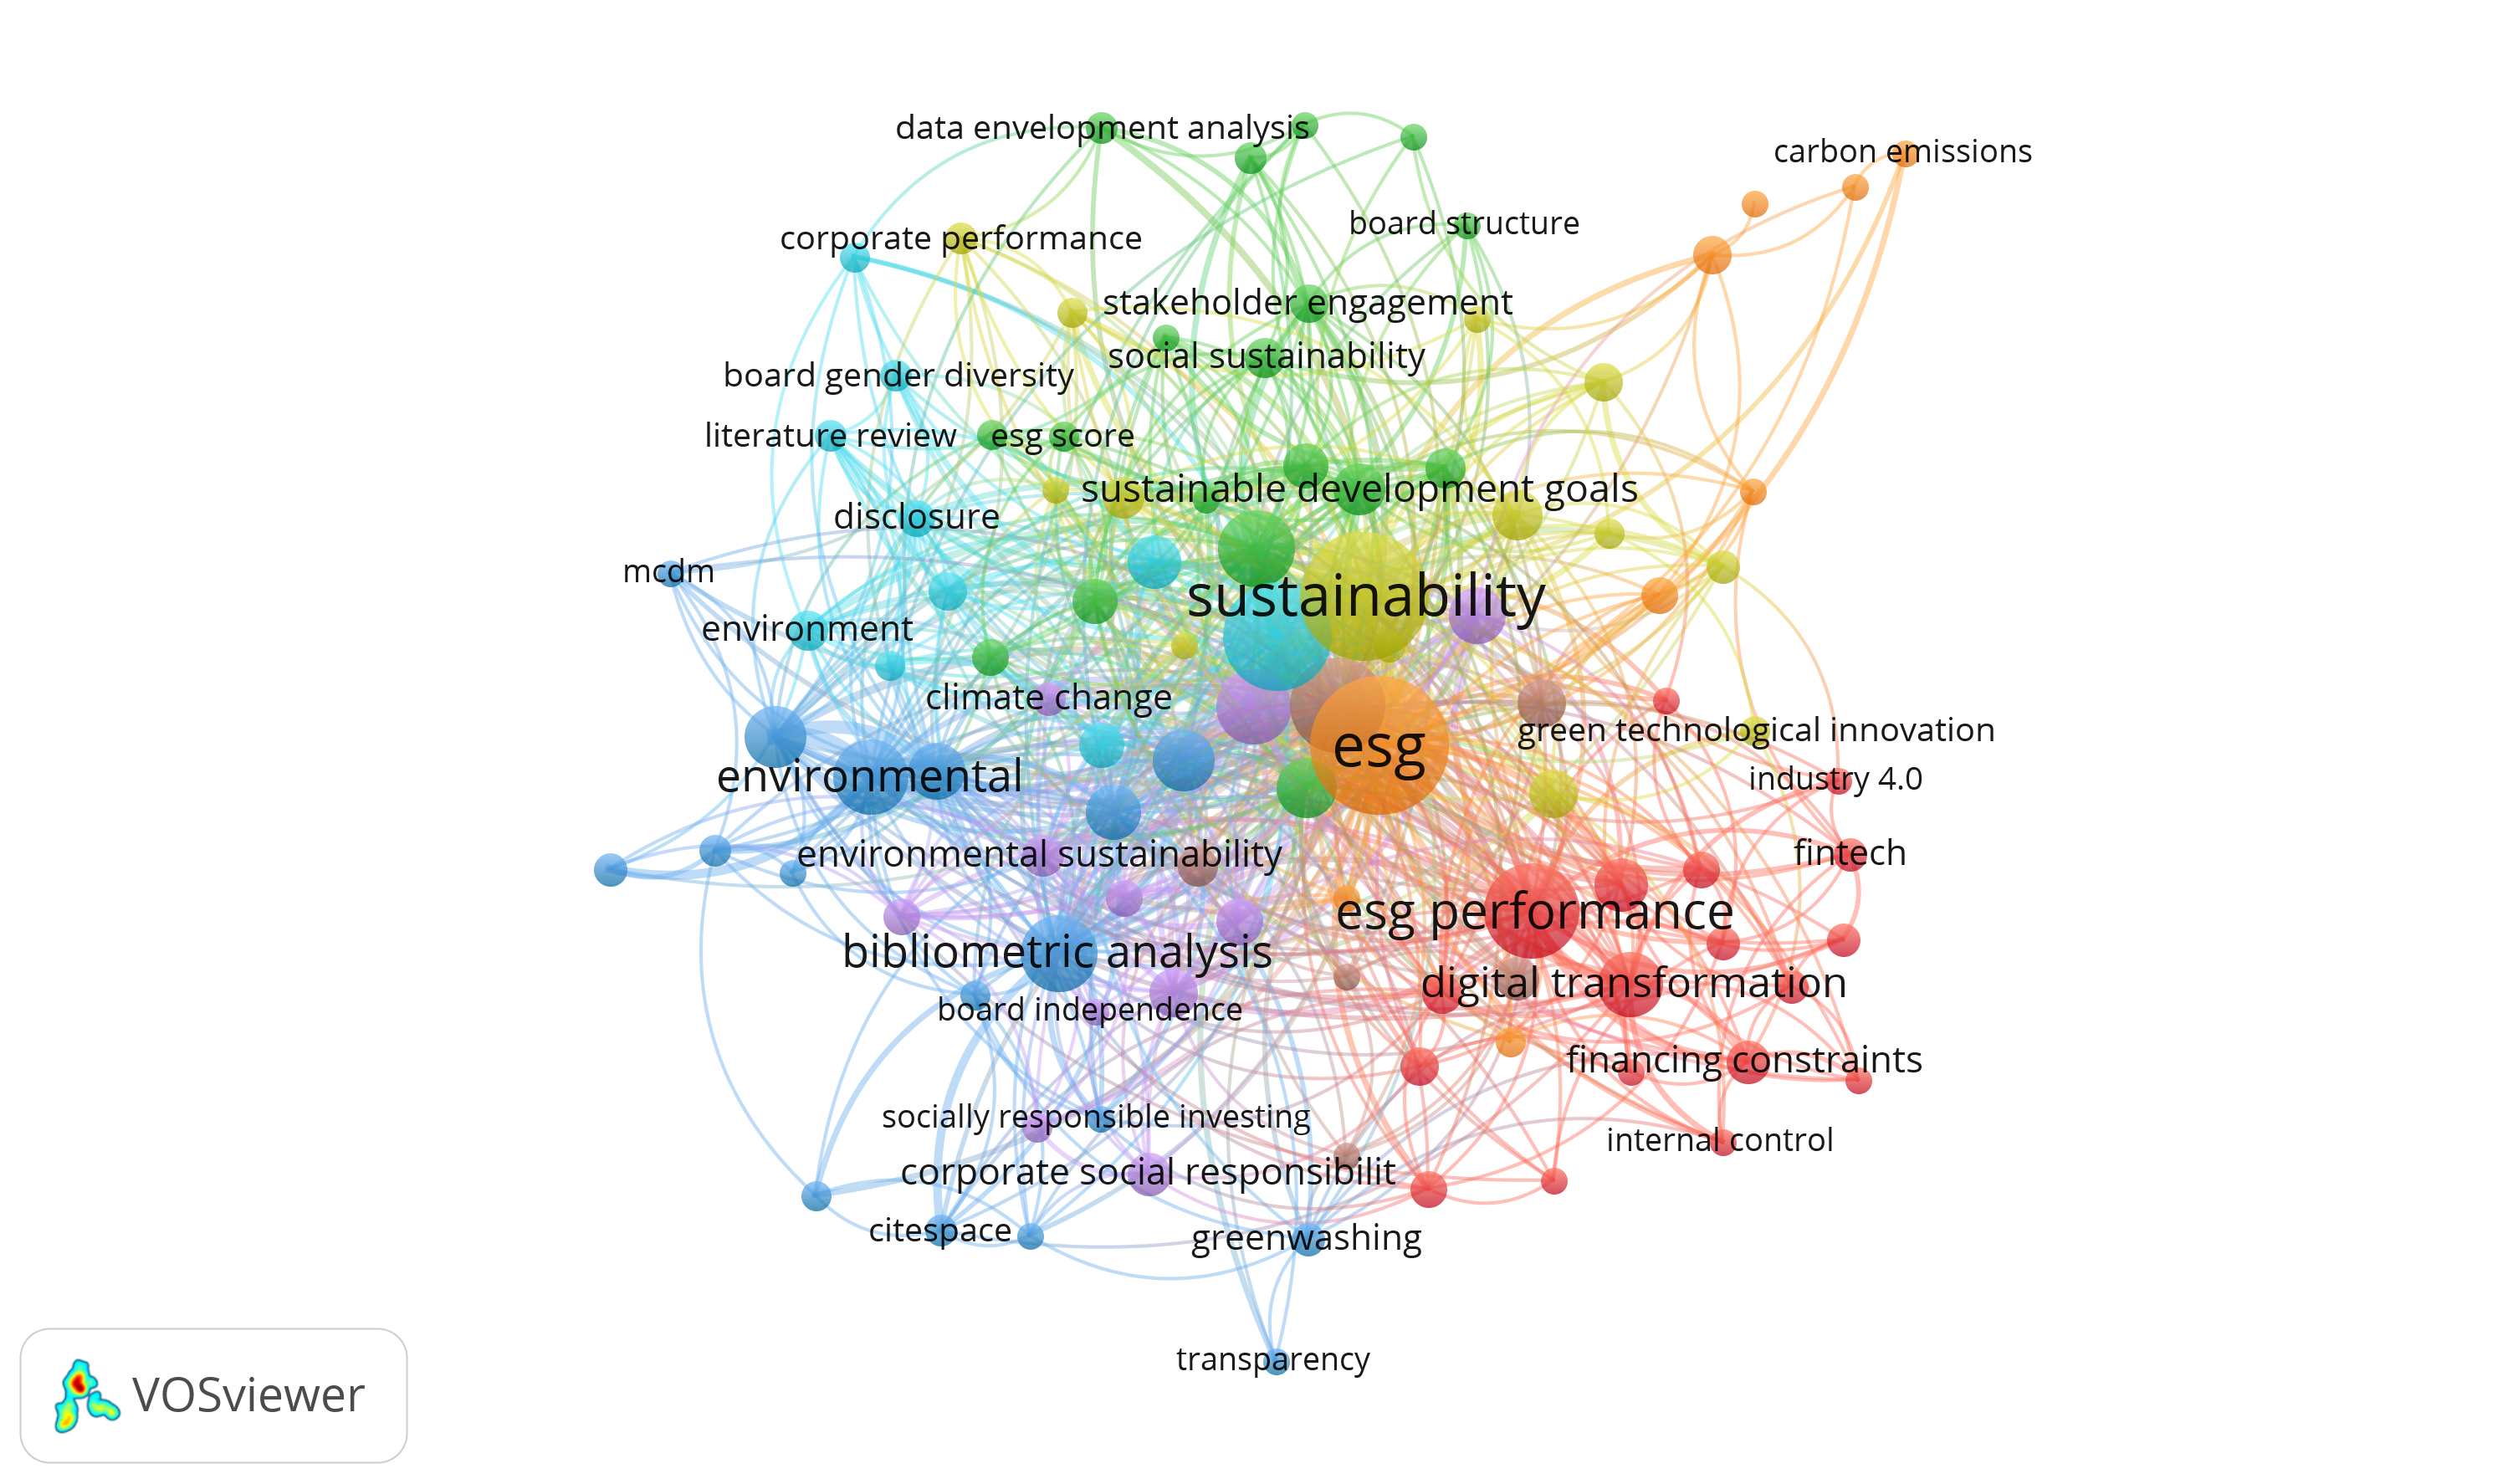 data envelopment analysis
carbon emissions
board structure
corporate performance
stakeholder engagement
social sustainability
board gender diversity
literature review
esg score
sustainable development goals
disclosure
mcdm
sustainability
environment
climate change
green technological innovation
esg
environmental
industry 4.0
environmental sustainability
fintech
esg performance
bibliometric analysis
digital transformation
board independence
financing constraints
socially responsible investing
internal control
corporate social responsibilit
citespace
greenwashing
transparency
VOSviewer